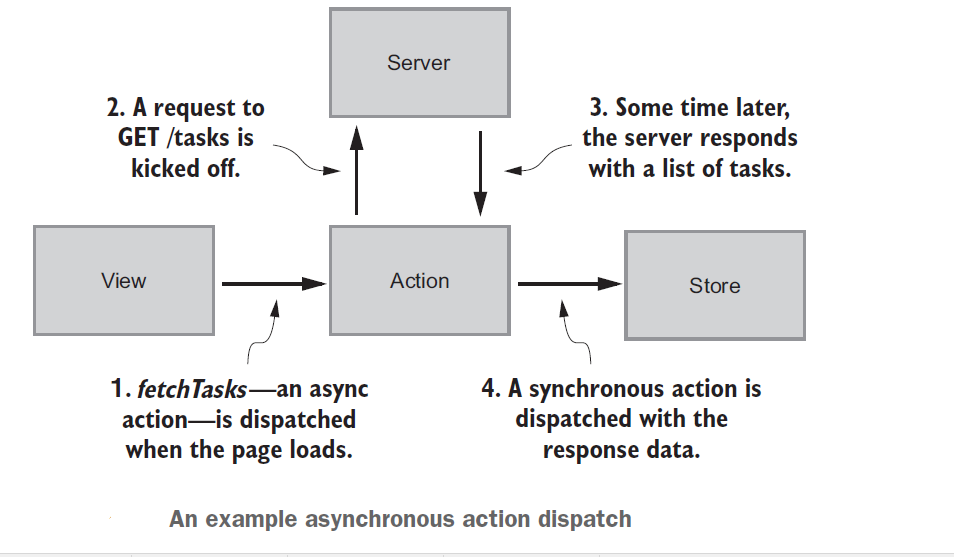 Server
2. A request to
GET /tasks is
kicked off.
3. Some time later,
the server responds
with a list of tasks.
View
Action
Store
1. fetchTasks—an async
action—is dispatched
when the page loads.
4. A synchronous action is
dispatched with the
response data.
An example asynchronous action dispatch